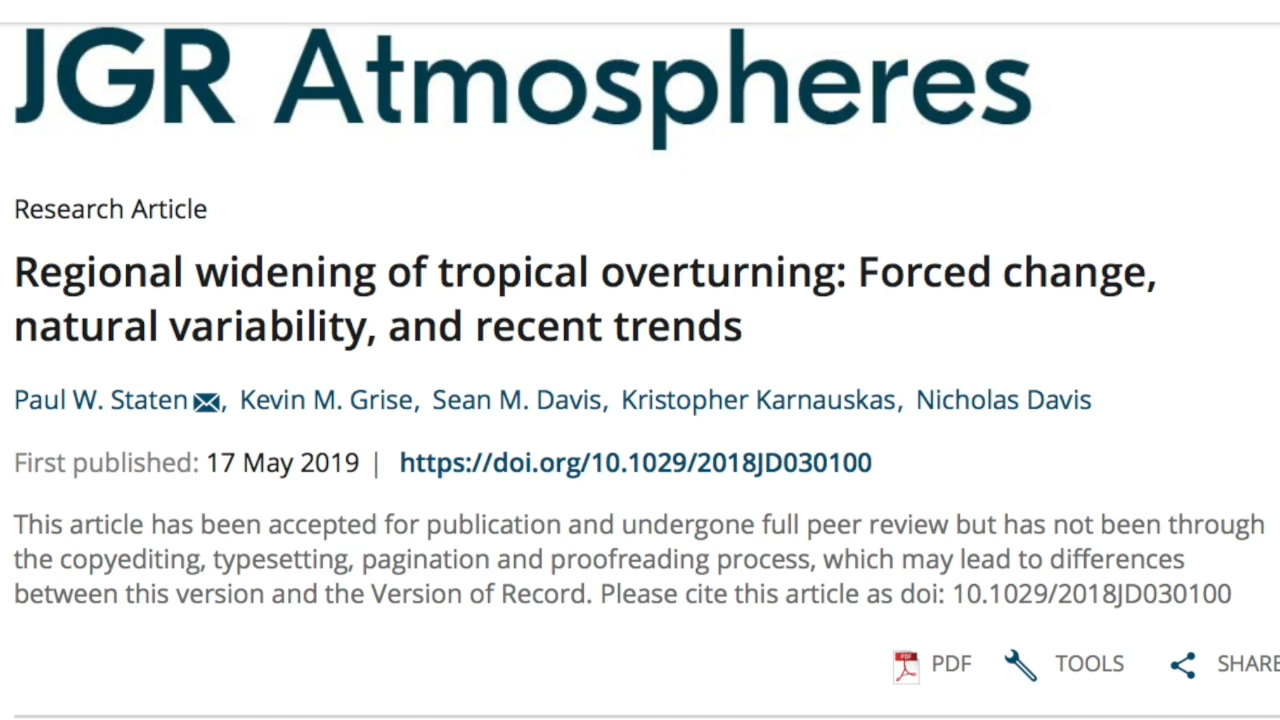 JGR Atmospheres
Research Article
Regional widening of tropical overturning: Forced change,
natural variability, and recent trends
Paul W. Staten, Kevin M. Grise, Sean M. Davis, Kristopher Karnauskas, Nicholas Davis
First published: 17 May 2019 | https://doi.org/10.1029/2018JD030100
This article has been accepted for publication and undergone full peer review but has not been through
the copyediting, typesetting, pagination and proofreading process, which may lead to differences
between this version and the Version of Record. Please cite this article as doi: 10.1029/2018JD030100
PDF TOOLS SHARE